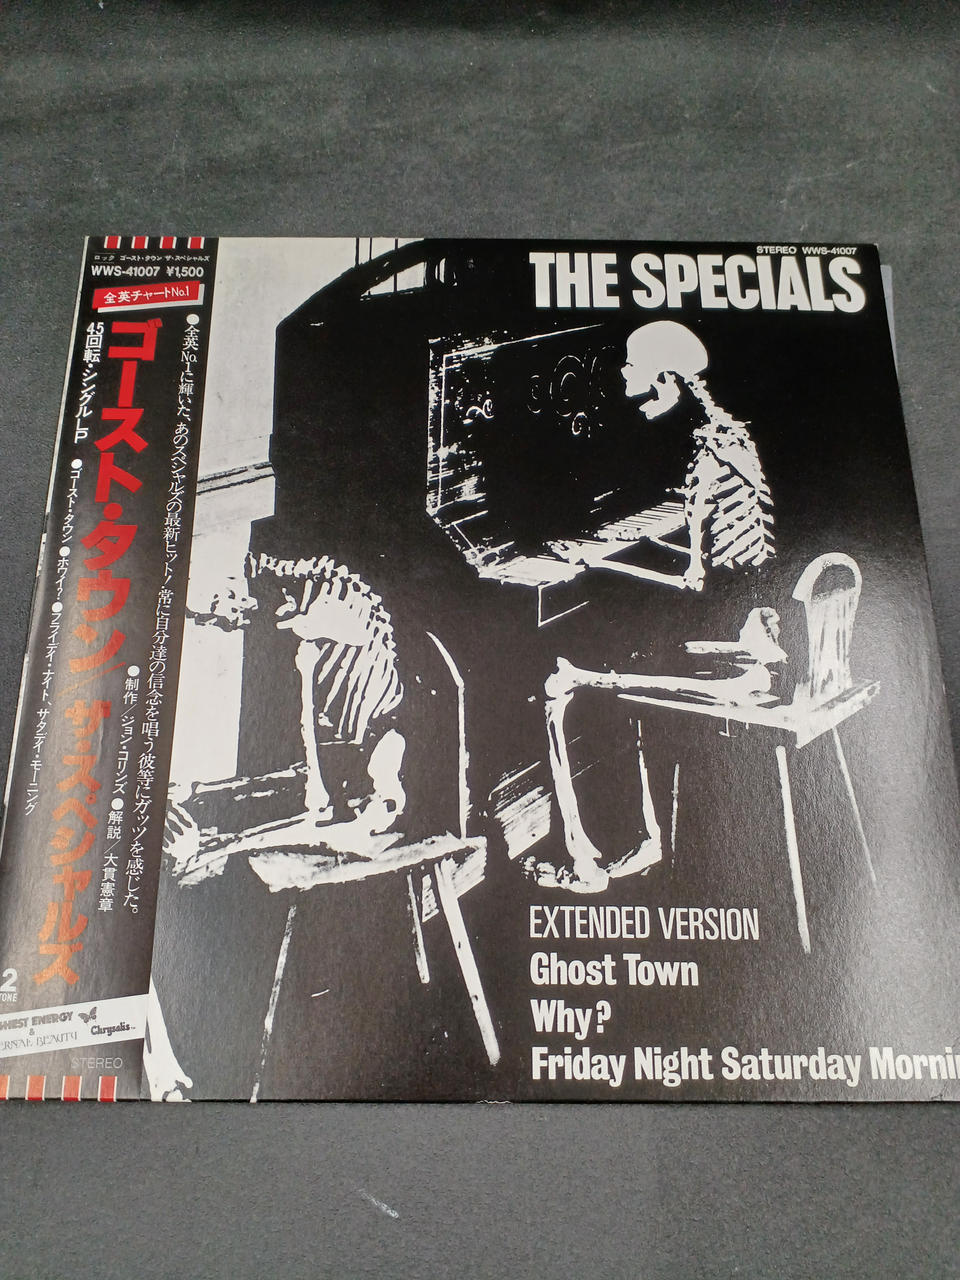 ロック ゴースト・タウン ザ・スペシャルズ
WWS-41007 ¥1,500
全英チャートNo.1
●全英No.1に輝いた、あのスペシャルズの最新ヒット!常に自分達の信念を唱う彼等にガッツを感じた。
●制作/ジョン・コリンズ●解説/大貫憲章
ゴースト・タウン/ザ・スペシャルズ
45回転・シングルLP
●ゴースト・タウン●ホワイ?●フライデイ・ナイト、サタデイ・モーニング
2
TONE
ENERGY
&
BEAUTY
Chrysalis
STEREO
STEREO WWS-41007
THE SPECIALS
EXTENDED VERSION
Ghost Town
Why?
Friday Night Saturday Mornin